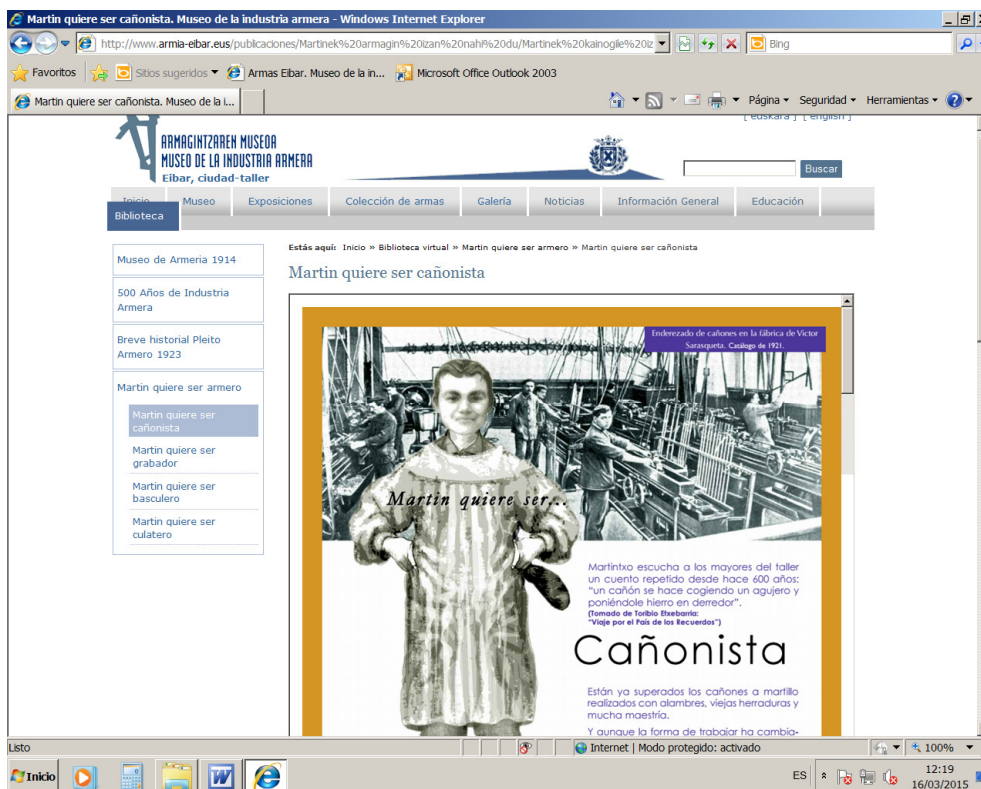 Martin quiere ser cañonista. Museo de la industria armera - Windows Internet Explorer
http://www.armia-eibar.eus/publicaciones/Martinek%20armagin%20izan%20nahi%20du/Martinek%20kainogile%20iz
Bing
Favoritos
Sitios sugeridos
Armas Eibar. Museo de la in...
Microsoft Office Outlook 2003
Martin quiere ser cañonista. Museo de la i...
Página
Seguridad
Herramientas
[ euskara ] [ english ]
ARMAGINTZAREN MUSEOA
MUSEO DE LA INDUSTRIA ARMERA
Eibar, ciudad-taller
Buscar
Inicio Museo Exposiciones Colección de armas Galería Noticias Información General Educación
Biblioteca
Museo de Armeria 1914
500 Años de Industria
Armera
Breve historial Pleito
Armero 1923
Martin quiere ser armero
Martin quiere ser
cañonista
Martin quiere ser
grabador
Martin quiere ser
basculero
Martin quiere ser
culatero
Estás aquí: Inicio » Biblioteca virtual » Martin quiere ser armero » Martin quiere ser cañonista
Martin quiere ser cañonista
Enderezado de cañones en la fábrica de Victor
Sarasqueta. Catálogo de 1921.
Martin quiere ser...
Martintxo escucha a los mayores del taller
un cuento repetido desde hace 600 años:
"un cañón se hace cogiendo un agujero y
poniéndole hierro en derredor".
(Tomado de Toribio Etxebarria:
"Viaje por el País de los Recuerdos")
Cañonista
Están ya superados los cañones a martillo
realizados con alambres, viejas herraduras y
mucha maestría.
Y aunque la forma de trabajar ha cambia-
Listo
Internet | Modo protegido: activado
100%
Inicio
ES
12:19
16/03/2015